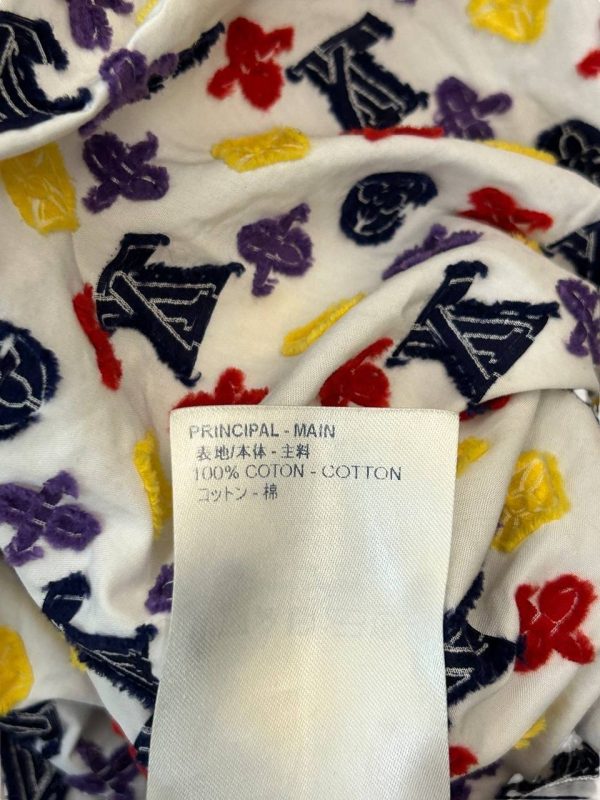 PRINCIPAL - MAIN
表地/本体 - 主料
100% COTON - COTTON
コットン - 棉